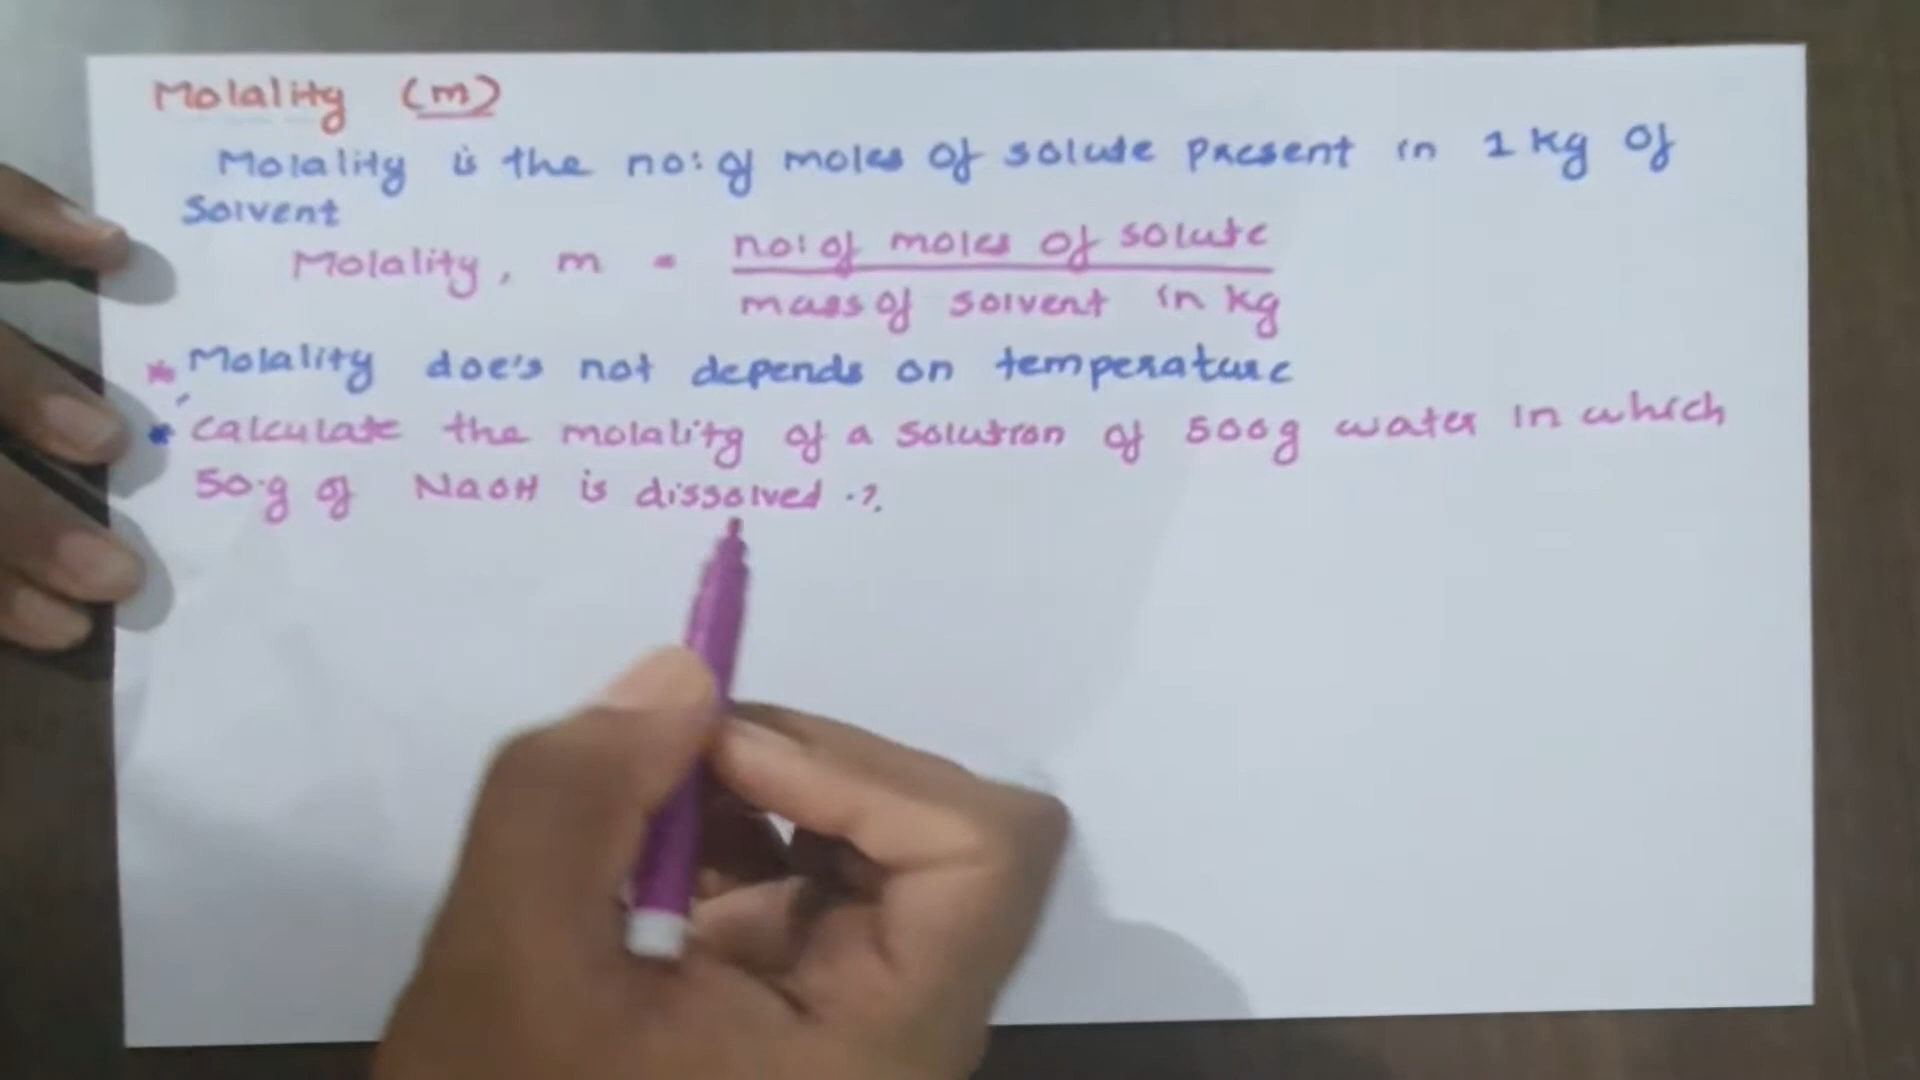 Molality (m)
Molality is the no: of moles of solute present in 1 kg of
Solvent
Molality, m = no: of moles of solute
mass of solvent in kg
* Molality doe's not depends on temperature
* Calculate the molality of a solution of 500g water in which
50.g of NaOH is dissolved.?.